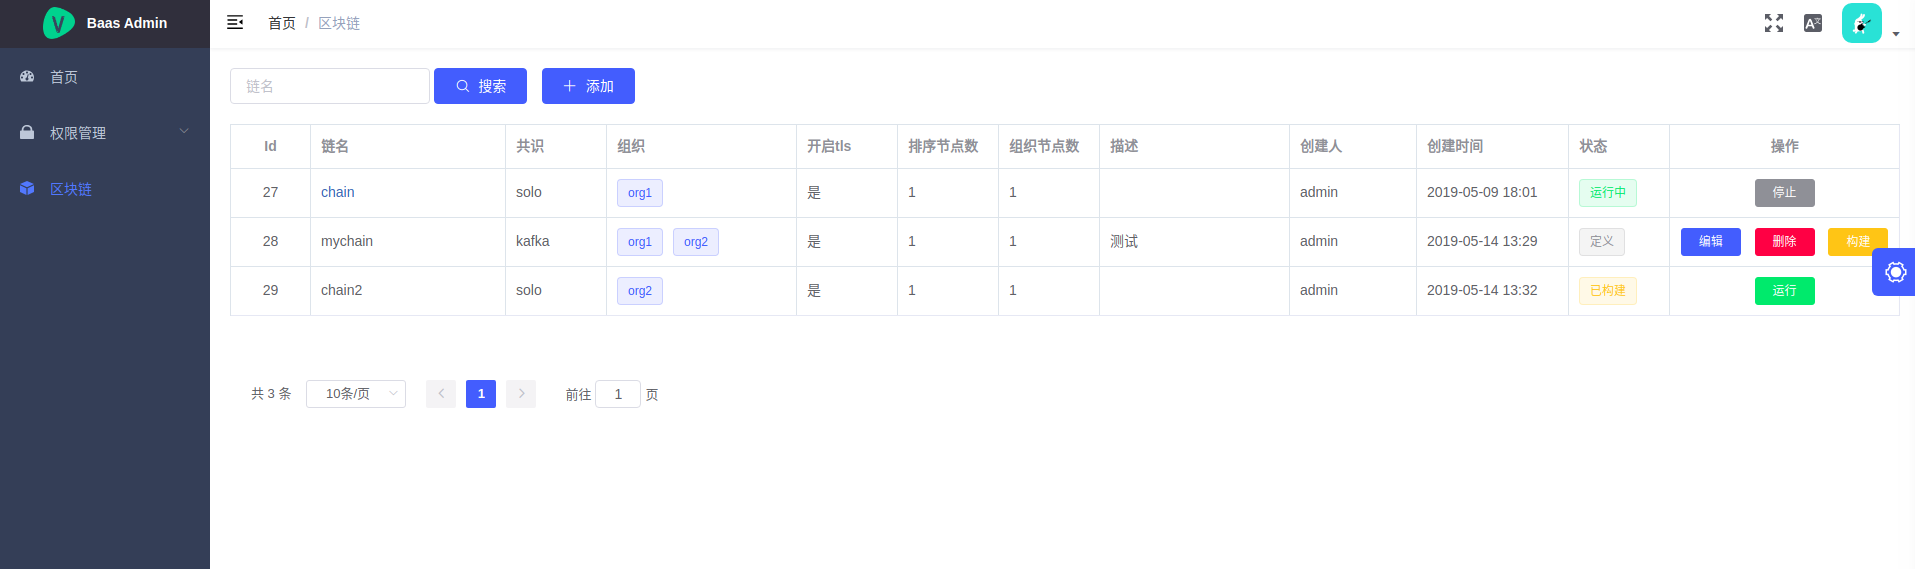 Baas Admin
首页 / 区块链
首页
权限管理
区块链
链名 搜索 添加
Id 链名 共识 组织 开启tls 排序节点数 组织节点数 描述 创建人 创建时间 状态 操作
27 chain solo org1 是 1 1 admin 2019-05-09 18:01 运行中 停止
28 mychain kafka org1 org2 是 1 1 测试 admin 2019-05-14 13:29 定义 编辑 删除 构建
29 chain2 solo org2 是 1 1 admin 2019-05-14 13:32 已构建 运行
共 3 条 10条/页 1 前往 1 页